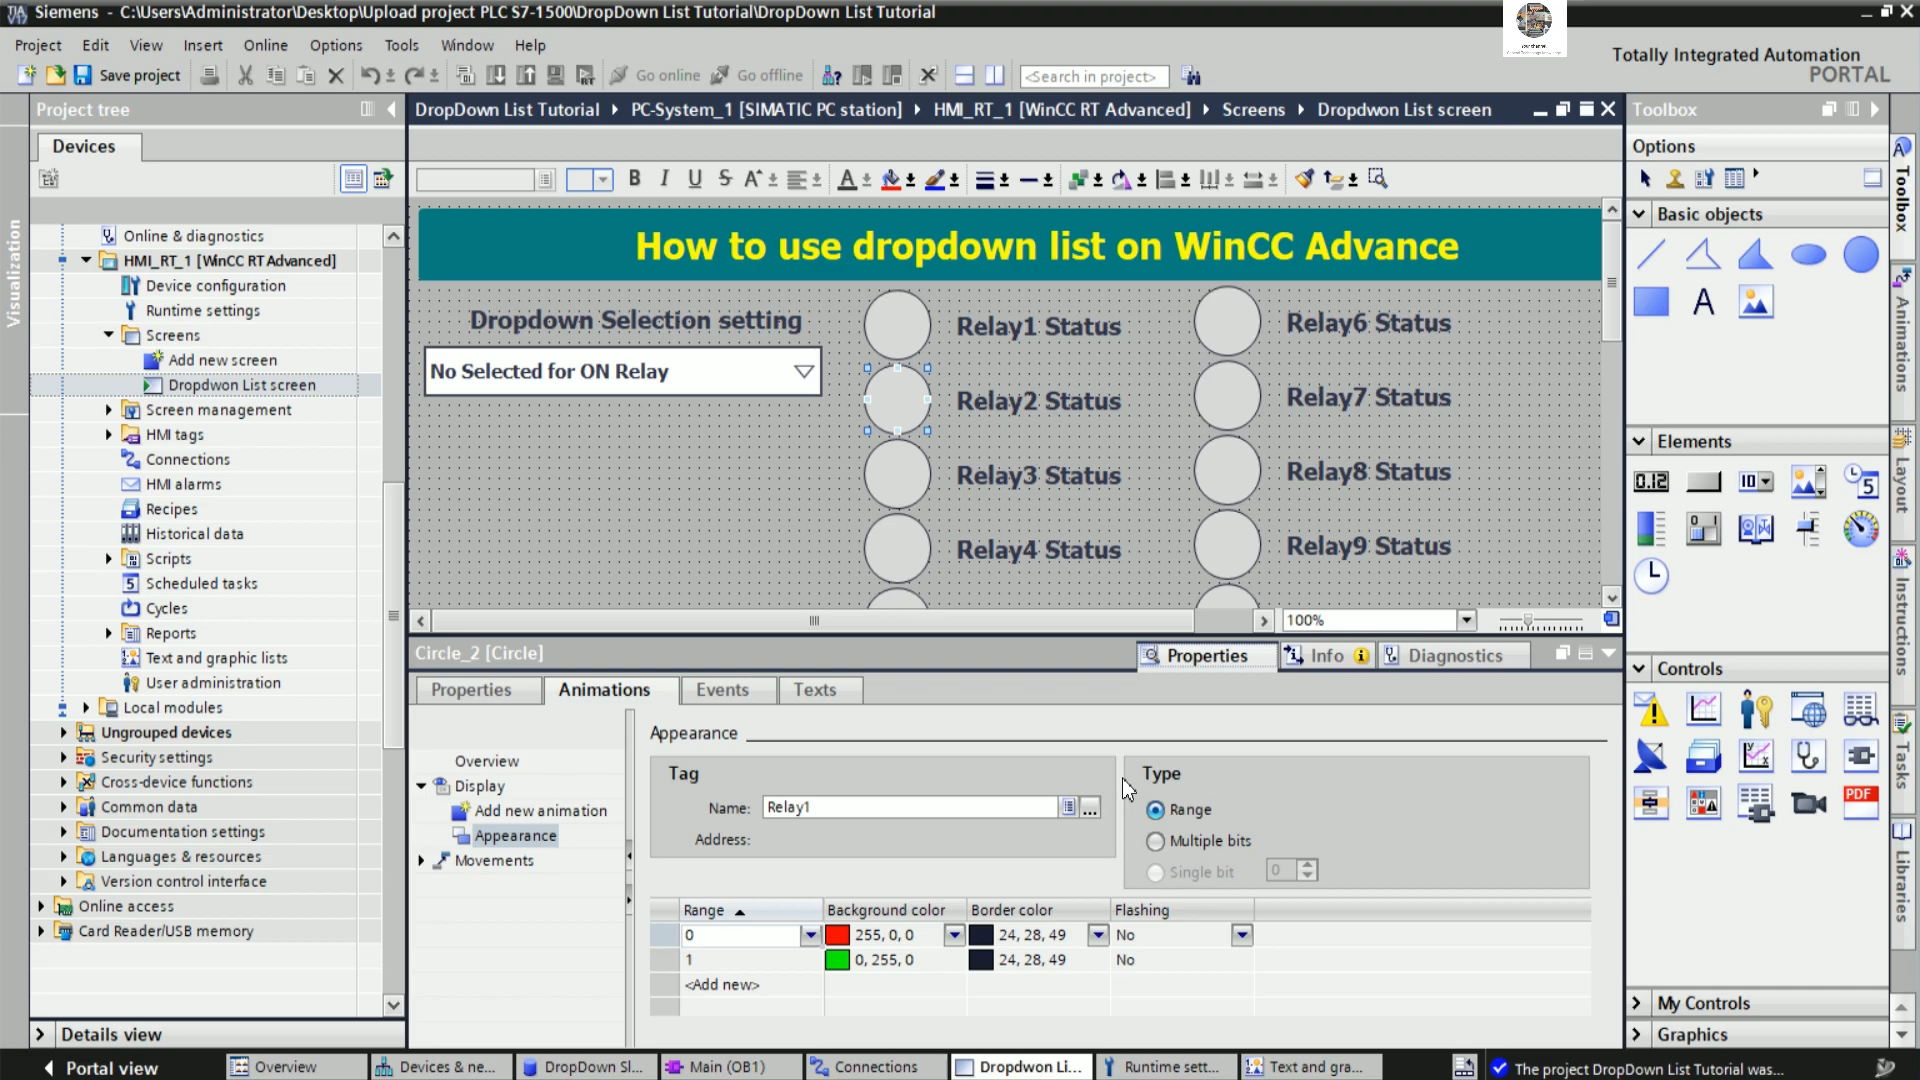 Siemens - C:\Users\Administrator\Desktop\Upload project PLC S7-1500\DropDown List Tutorial\DropDown List Tutorial
Project Edit View Insert Online Options Tools Window Help
Totally Integrated Automation
PORTAL
Save project
Go online
Go offline
<Search in project>
Project tree
DropDown List Tutorial PC-System_1 [SIMATIC PC station] HMI_RT_1 [WinCC RT Advanced] Screens Dropdwon List screen
Toolbox
Devices
Options
Visualization
Online & diagnostics
HMI_RT_1 [WinCC RT Advanced]
Device configuration
Runtime settings
Screens
Add new screen
Dropdwon List screen
Screen management
HMI tags
Connections
HMI alarms
Recipes
Historical data
Scripts
Scheduled tasks
Cycles
Reports
Text and graphic lists
User administration
Local modules
Ungrouped devices
Security settings
Cross-device functions
Common data
Documentation settings
Languages & resources
Version control interface
Online access
Card Reader/USB memory
Details view
B I U S A A
How to use dropdown list on WinCC Advance
Dropdown Selection setting
No Selected for ON Relay
Relay1 Status
Relay2 Status
Relay3 Status
Relay4 Status
Relay6 Status
Relay7 Status
Relay8 Status
Relay9 Status
100%
Circle_2 [Circle]
Properties
Info
Diagnostics
Properties Animations Events Texts
Overview
Display
Add new animation
Appearance
Movements
Appearance
Tag
Name: Relay1
Address:
Type
Range
Multiple bits
Single bit 0
Range Background color Border color Flashing
0 255, 0, 0 24, 28, 49 No
1 0, 255, 0 24, 28, 49 No
<Add new>
Basic objects
A
Elements
0.12
10
5
Controls
PDF
My Controls
Graphics
Toolbox
Animations
Layout
Instructions
Tasks
Libraries
Portal view
Overview
Devices & ne...
DropDown Sl...
Main (OB1)
Connections
Dropdwon Li...
Runtime sett...
Text and gra...
The project DropDown List Tutorial was...